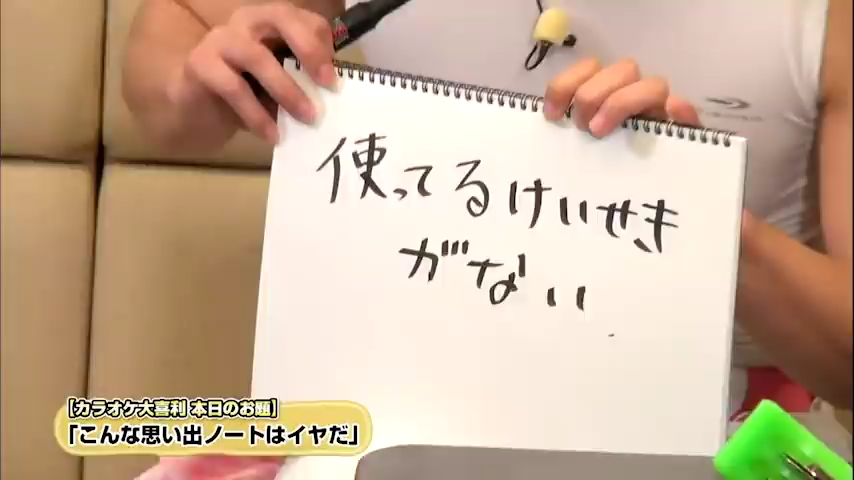 使ってるけいせき
がない
[カラオケ大喜利 本日のお題]
「こんな思い出ノートはイヤだ」